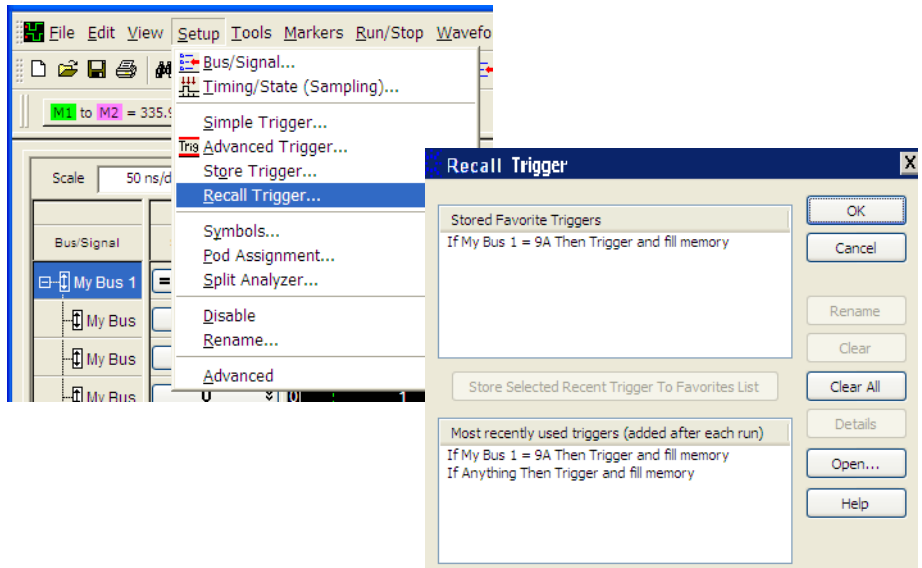 File Edit View Setup Tools Markers Run/Stop Wavefo
Bus/Signal...
Timing/State (Sampling)...
M1 to M2 = 335.9
Simple Trigger...
Trig Advanced Trigger...
Store Trigger...
Recall Trigger...
Scale 50 ns/d
Symbols...
Pod Assignment...
Split Analyzer...
Disable
Rename...
Advanced
Bus/Signal
My Bus 1 =
My Bus
My Bus
My Bus 0 0 1
Recall Trigger X
Stored Favorite Triggers
If My Bus 1 = 9A Then Trigger and fill memory
OK
Cancel
Rename
Clear
Store Selected Recent Trigger To Favorites List
Clear All
Most recently used triggers (added after each run)
If My Bus 1 = 9A Then Trigger and fill memory
If Anything Then Trigger and fill memory
Details
Open...
Help